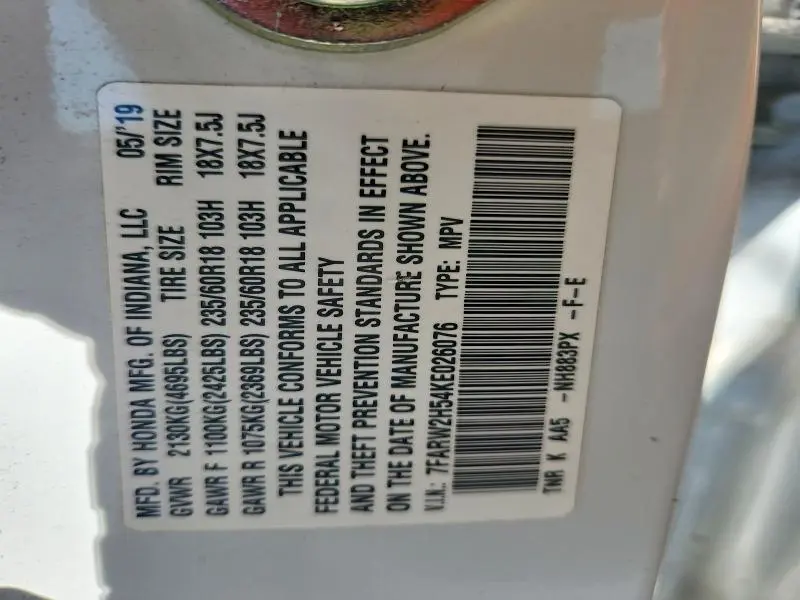 MFD. BY HONDA MFG. OF INDIANA, LLC 05/'19
GVWR 2130KG(4695LBS) TIRE SIZE RIM SIZE
GAWR F 1100KG(2425LBS) 235/60R18 103H 18X7.5J
GAWR R 1075KG(2369LBS) 235/60R18 103H 18X7.5J
THIS VEHICLE CONFORMS TO ALL APPLICABLE
FEDERAL MOTOR VEHICLE SAFETY
AND THEFT PREVENTION STANDARDS IN EFFECT
ON THE DATE OF MANUFACTURE SHOWN ABOVE.
V.I.N.: 7FARW2H54KE026076 TYPE: MPV
TNR K AA5 -NH883PX -F-E